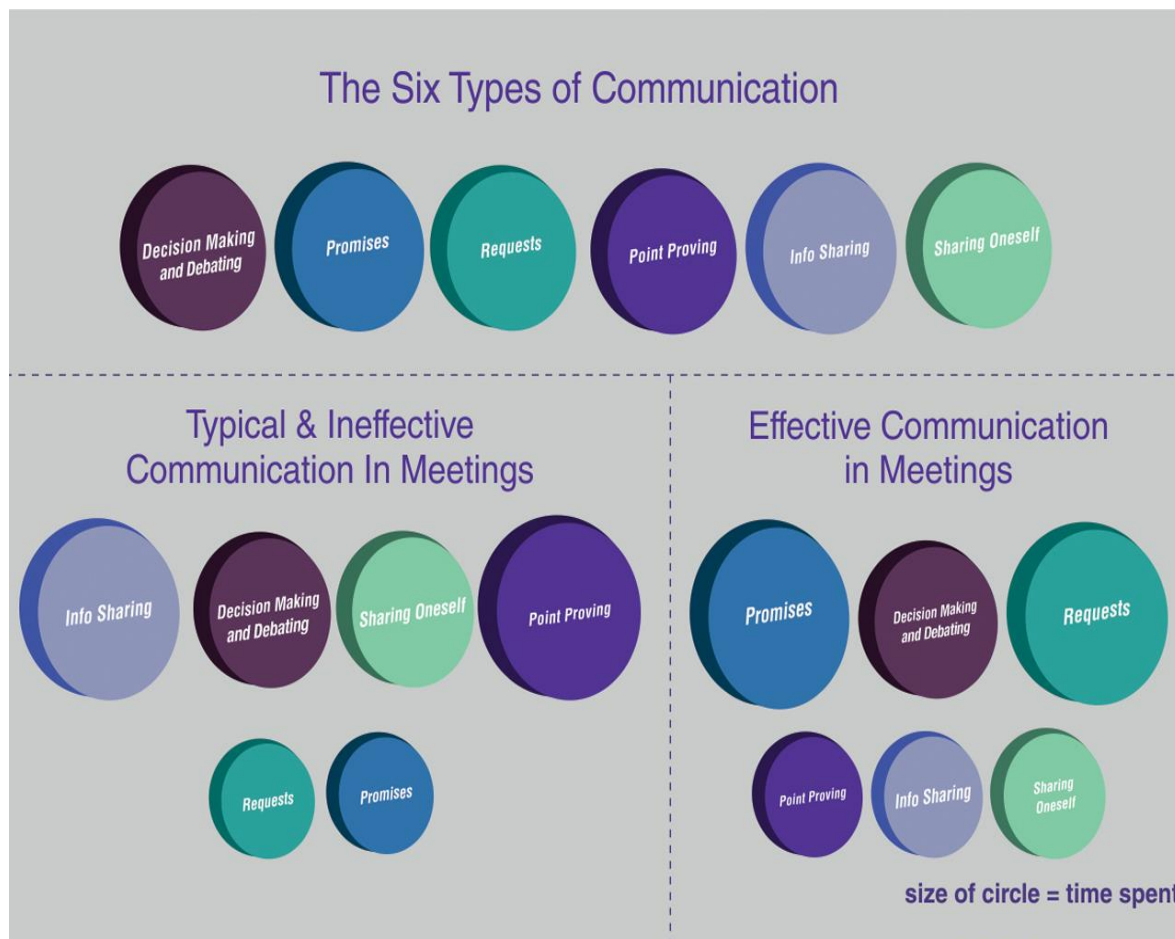 The Six Types of Communication
Decision Making
and Debating
Promises
Requests
Point Proving
Info Sharing
Sharing Oneself
Typical & Ineffective
Communication In Meetings
Info Sharing
Decision Making
and Debating
Sharing Oneself
Point Proving
Requests
Promises
Effective Communication
in Meetings
Promises
Decision Making
and Debating
Requests
Point Proving
Info Sharing
Sharing
Oneself
size of circle = time spent